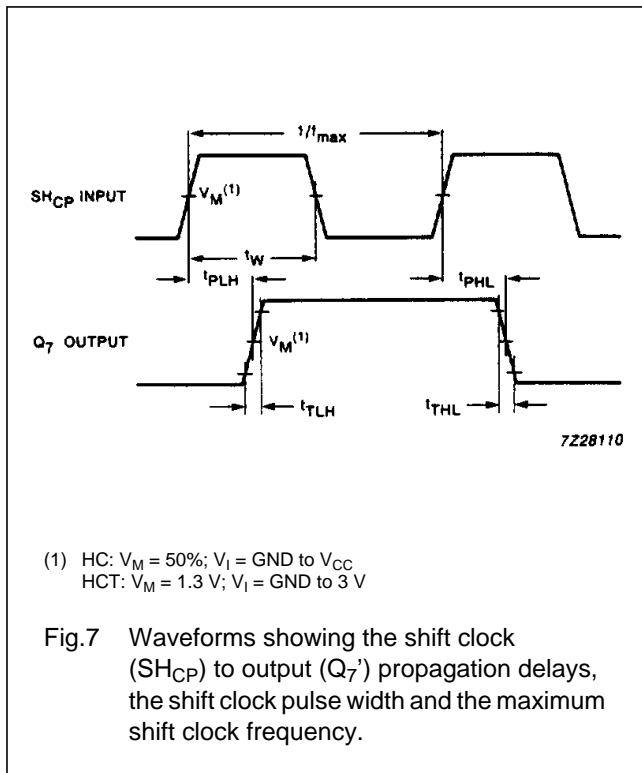 1/fmax
SHCP INPUT
VM(1)
tW
tPLH
tPHL
Q7 OUTPUT
VM(1)
tTLH
tTHL
7Z28110
(1) HC: VM = 50%; VI = GND to VCC
HCT: VM = 1.3 V; VI = GND to 3 V
Fig.7 Waveforms showing the shift clock
(SHCP) to output (Q7’) propagation delays,
the shift clock pulse width and the maximum
shift clock frequency.